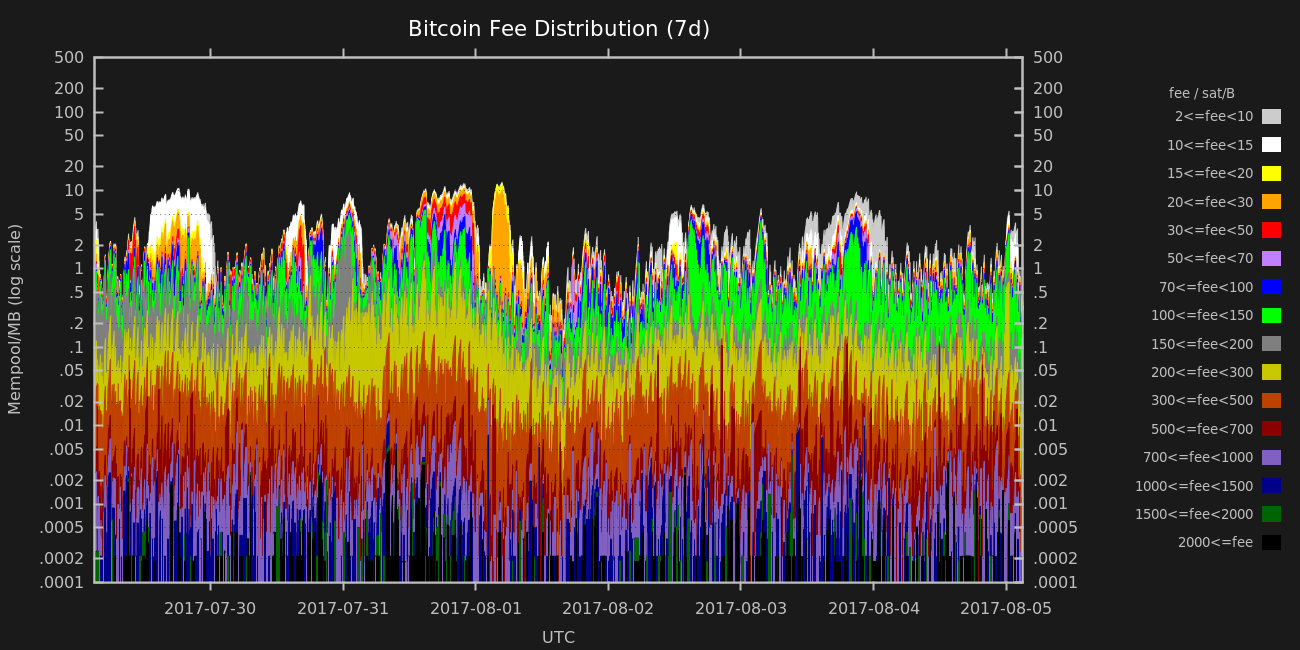 Bitcoin Fee Distribution (7d)
Mempool/MB (log scale)
500
200
100
50
20
10
5
2
1
.5
.2
.1
.05
.02
.01
.005
.002
.001
.0005
.0002
.0001
500
200
100
50
20
10
5
2
1
.5
.2
.1
.05
.02
.01
.005
.002
.001
.0005
.0002
.0001
2017-07-30 2017-07-31 2017-08-01 2017-08-02 2017-08-03 2017-08-04 2017-08-05
UTC
fee / sat/B
2<=fee<10
10<=fee<15
15<=fee<20
20<=fee<30
30<=fee<50
50<=fee<70
70<=fee<100
100<=fee<150
150<=fee<200
200<=fee<300
300<=fee<500
500<=fee<700
700<=fee<1000
1000<=fee<1500
1500<=fee<2000
2000<=fee